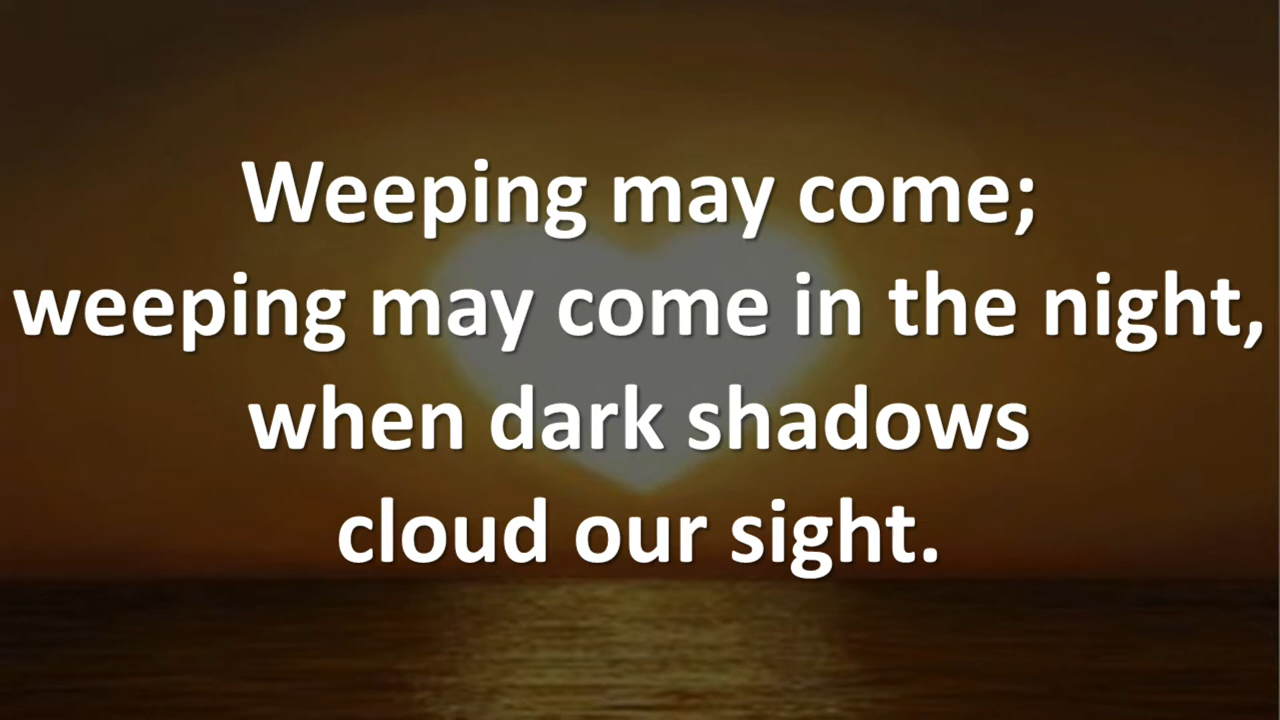 Weeping may come;
weeping may come in the night,
when dark shadows
cloud our sight.